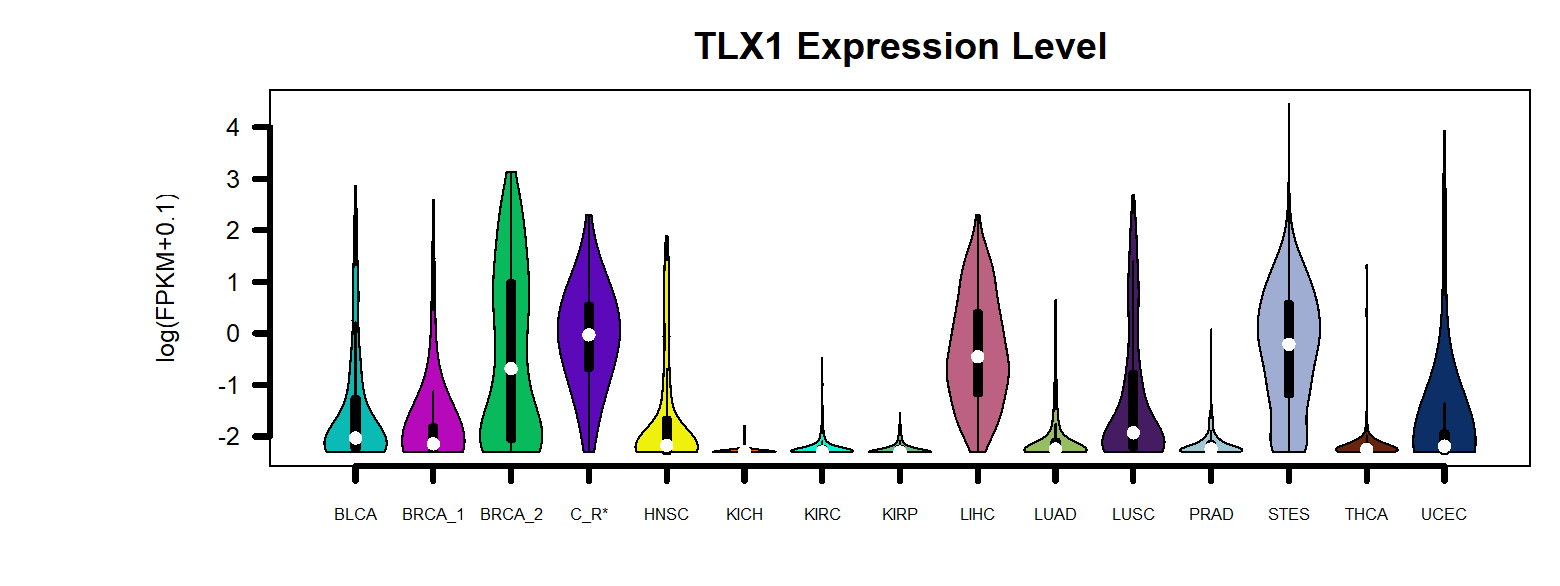 TLX1 Expression Level
log(FPKM+0.1)
4
3
2
1
0
-1
-2
BLCA BRCA_1 BRCA_2 C_R* HNSC KICH KIRC KIRP LIHC LUAD LUSC PRAD STES THCA UCEC